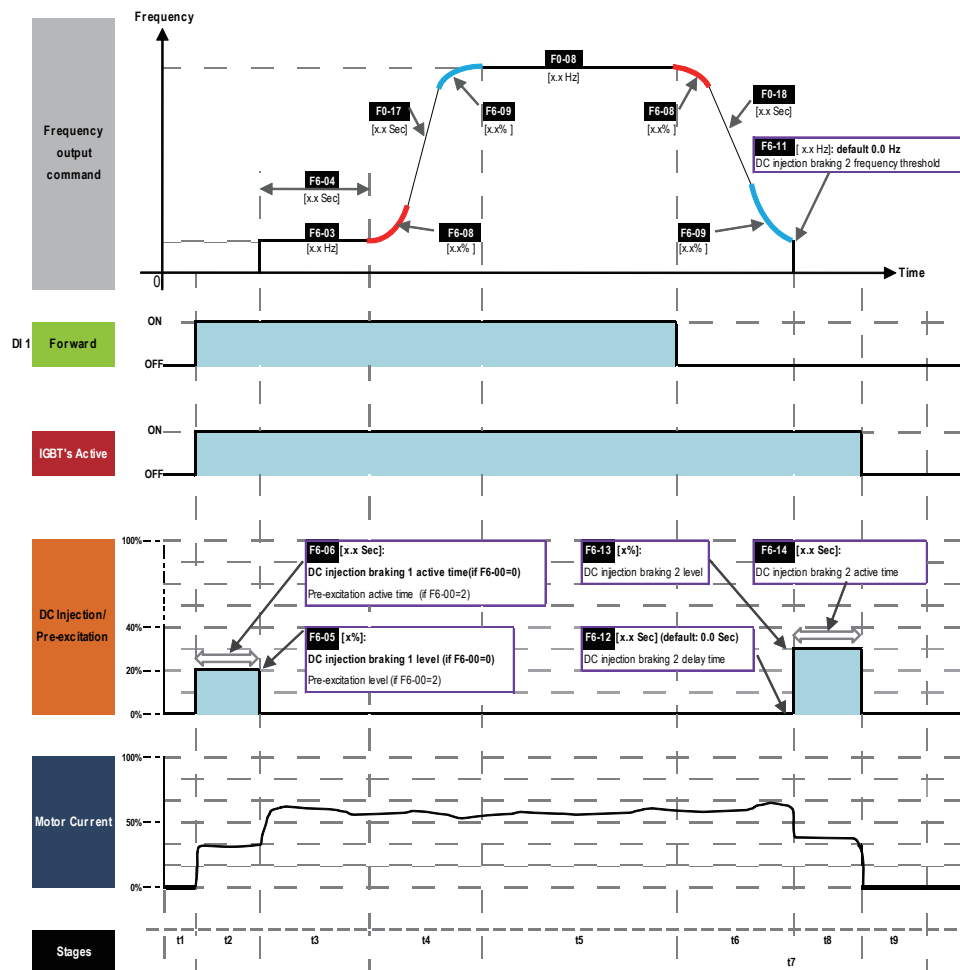 Frequency
Frequency
output
command
F0-08
[x.x Hz]
F0-17
[x.x Sec]
F6-09
[x.x% ]
F6-08
[x.x% ]
F0-18
[x.x Sec]
F6-11 [ x.x Hz]: default 0.0 Hz
DC injection braking 2 frequency threshold
F6-04
[x.x Sec]
F6-03
[x.x Hz]
F6-08
[x.x% ]
F6-09
[x.x% ]
0
Time
DI 1
Forward
ON
OFF
IGBT's Active
ON
OFF
DC Injection/
Pre-excitation
100%
40%
20%
0%
F6-06 [x.x Sec]:
DC injection braking 1 active time(if F6-00=0)
Pre-excitation active time (if F6-00=2)
F6-05 [x%]:
DC injection braking 1 level (if F6-00=0)
Pre-excitation level (if F6-00=2)
F6-13 [x%]:
DC injection braking 2 level
F6-14 [x.x Sec]:
DC injection braking 2 active time
F6-12 [x.x Sec] (default: 0.0 Sec)
DC injection braking 2 delay time
Motor Current
100%
50%
0%
Stages
t1
t2
t3
t4
t5
t6
t7
t8
t9